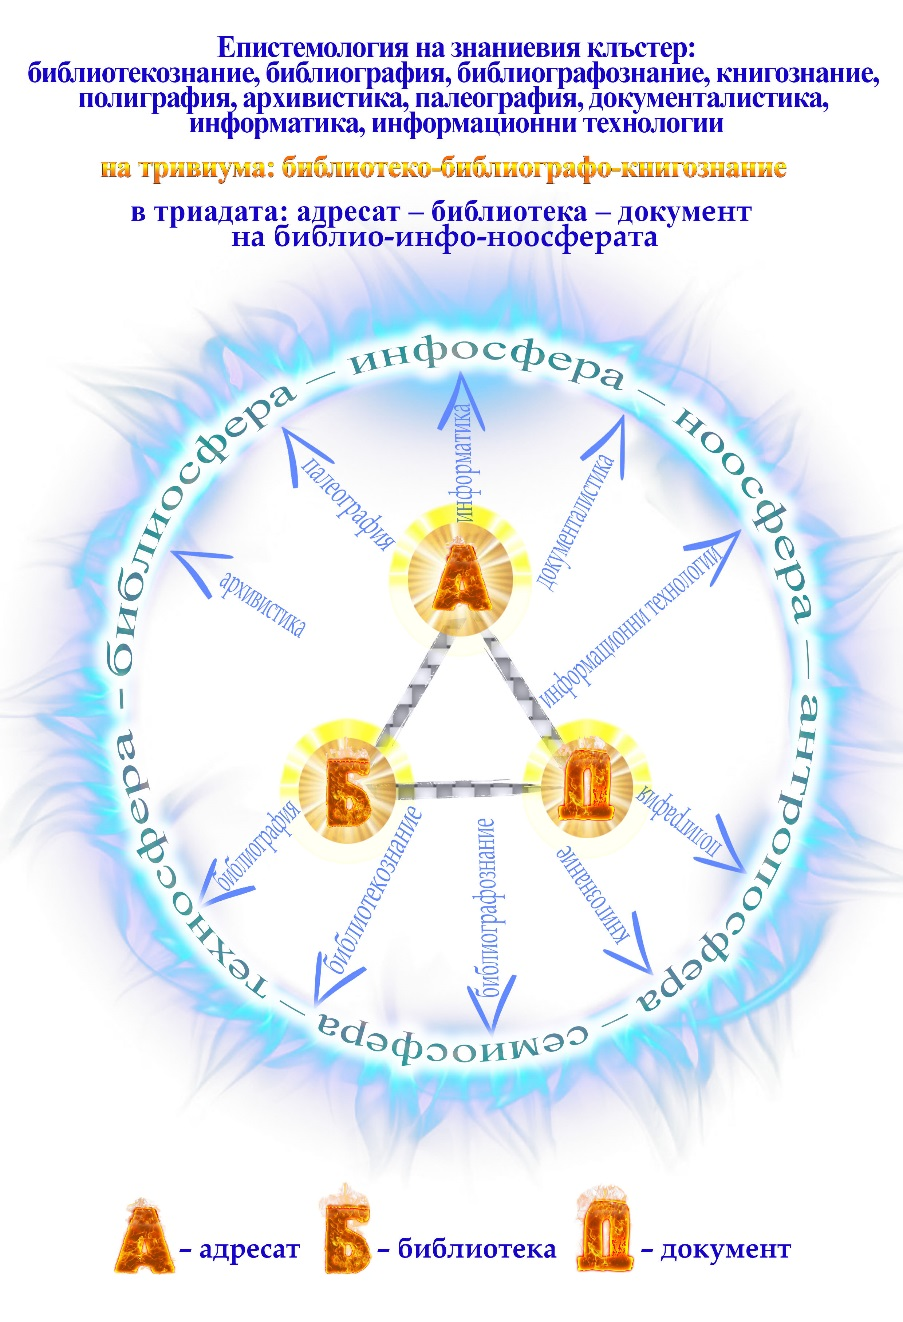 Епистемология на знаниевия клъстер:
библиотекознание, библиография, библиографознание, книгознание,
полиграфия, архивистика, палеография, документалистика,
информатика, информационни технологии
на тривиума: библиотеко-библиографо-книгознание
в триадата: адресат – библиотека – документ
на библио-инфо-ноосферата
-библиосфера – инфосфера – ноосфера – антропосфера – семиосфера – техносфера
информатика
палеография
документалистика
архивистика
информационни технологии
А
Б
Д
библиография
библиотекознание
библиографознание
книгознание
полиграфия
А – адресат Б – библиотека Д – документ